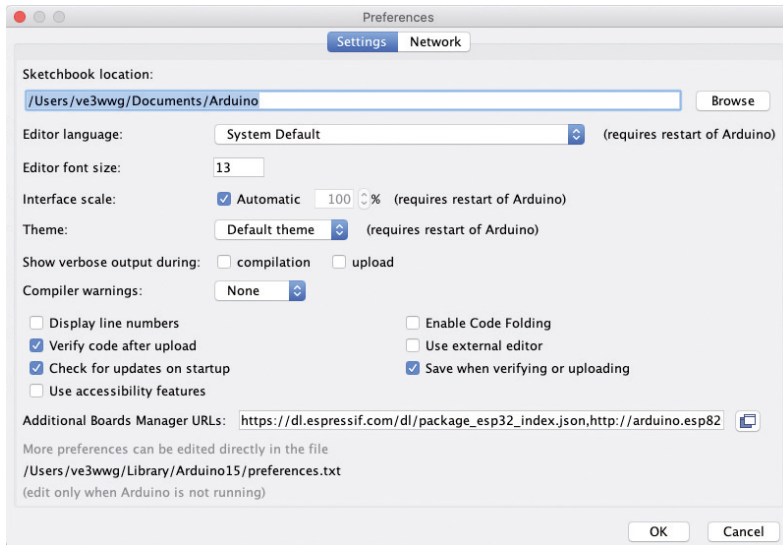 Preferences
Settings Network
Sketchbook location:
/Users/ve3wwg/Documents/Arduino Browse
Editor language: System Default (requires restart of Arduino)
Editor font size: 13
Interface scale: Automatic 100 % (requires restart of Arduino)
Theme: Default theme (requires restart of Arduino)
Show verbose output during: compilation upload
Compiler warnings: None
Display line numbers Enable Code Folding
Verify code after upload Use external editor
Check for updates on startup Save when verifying or uploading
Use accessibility features
Additional Boards Manager URLs: https://dl.espressif.com/dl/package_esp32_index.json,http://arduino.esp82
More preferences can be edited directly in the file
/Users/ve3wwg/Library/Arduino15/preferences.txt
(edit only when Arduino is not running)
OK Cancel